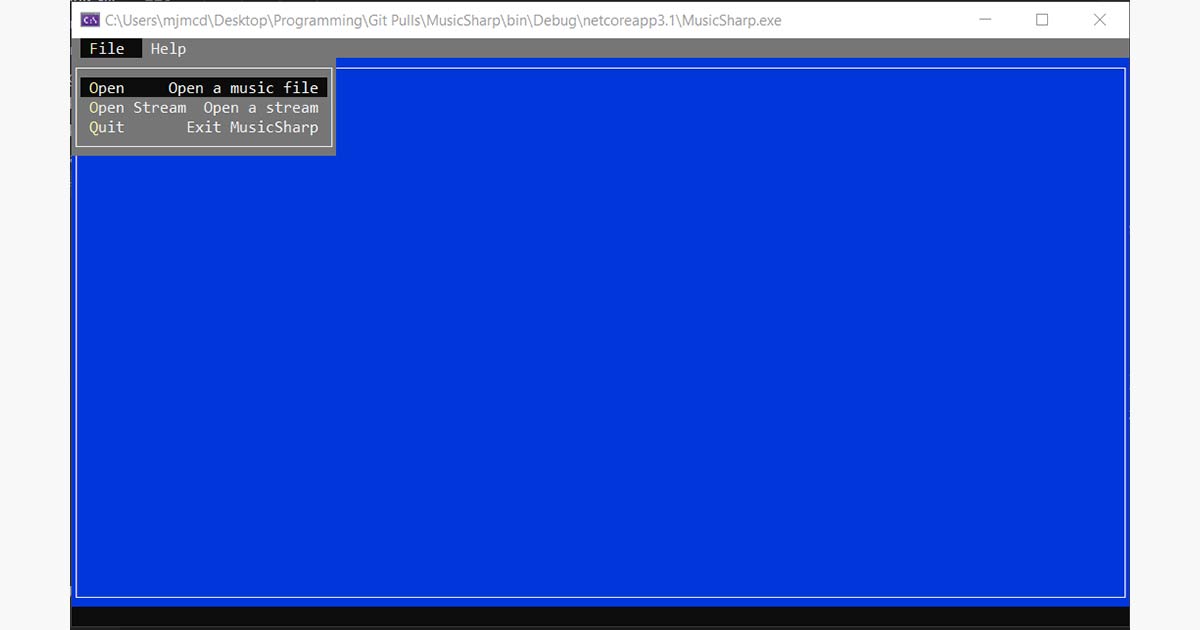 C:\Users\mjmcd\Desktop\Programming\Git Pulls\MusicSharp\bin\Debug\netcoreapp3.1\MusicSharp.exe
File Help
Open Open a music file
Open Stream Open a stream
Quit Exit MusicSharp